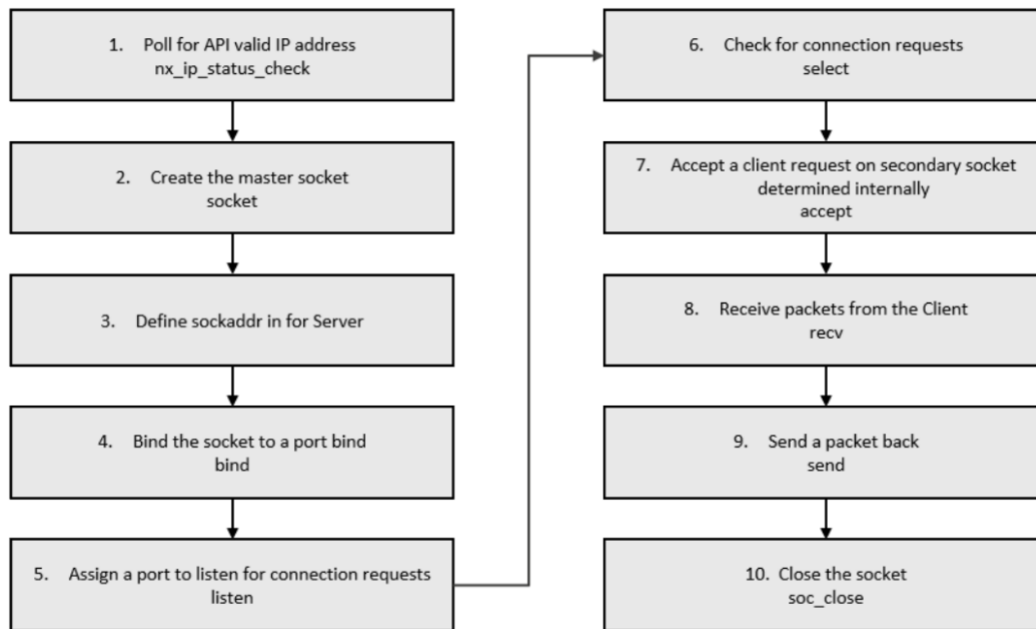 1. Poll for API valid IP address
nx_ip_status_check
2. Create the master socket
socket
3. Define sockaddr in for Server
4. Bind the socket to a port bind
bind
5. Assign a port to listen for connection requests
listen
6. Check for connection requests
select
7. Accept a client request on secondary socket
determined internally
accept
8. Receive packets from the Client
recv
9. Send a packet back
send
10. Close the socket
soc_close